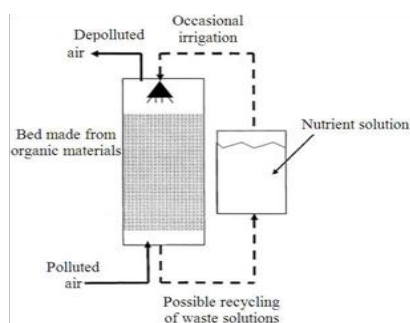 Occasional
irrigation
Depolluted
air
Bed made from
organic materials
Nutrient solution
Polluted
air
Possible recycling
of waste solutions